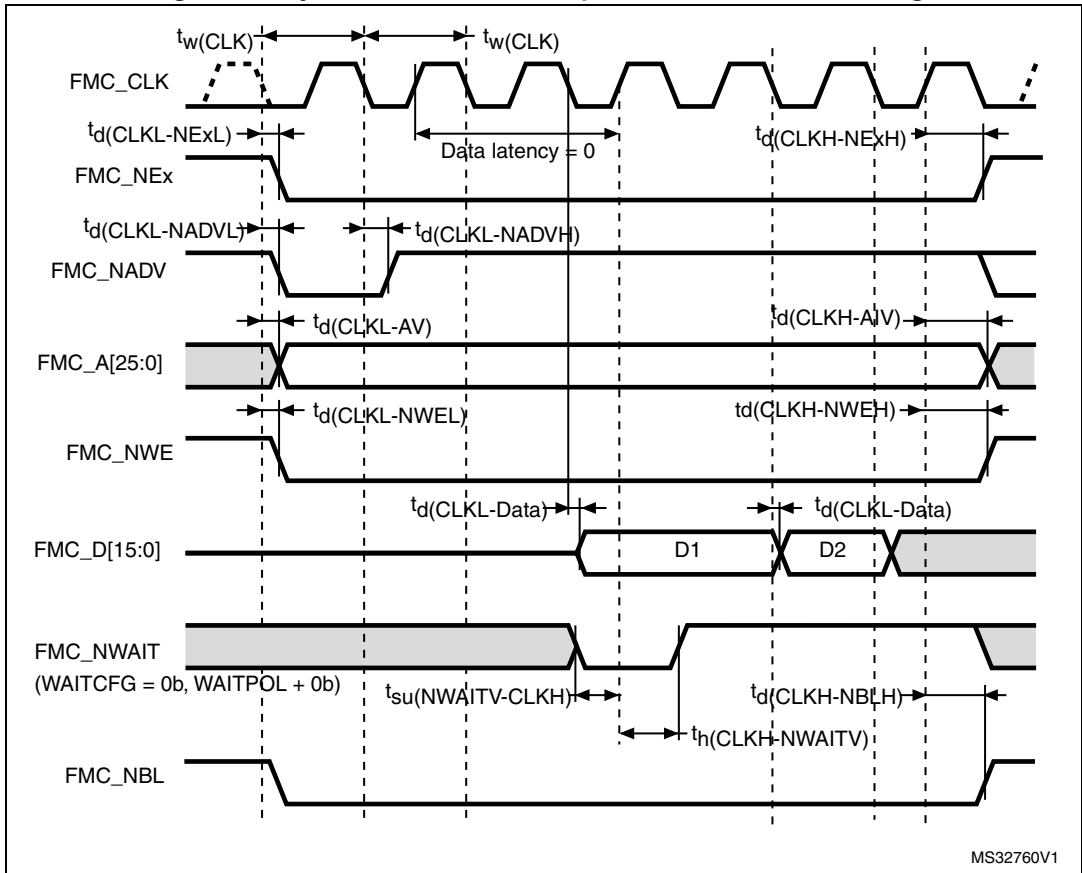 tw(CLK) tw(CLK)
FMC_CLK
td(CLKL-NExL) Data latency = 0 td(CLKH-NExH)
FMC_NEx
td(CLKL-NADVL) td(CLKL-NADVH)
FMC_NADV
td(CLKL-AV) td(CLKH-AIV)
FMC_A[25:0]
td(CLKL-NWEL) td(CLKH-NWEH)
FMC_NWE
td(CLKL-Data) td(CLKL-Data)
FMC_D[15:0] D1 D2
FMC_NWAIT
(WAITCFG = 0b, WAITPOL + 0b)
tsu(NWAITV-CLKH) td(CLKH-NBLH)
th(CLKH-NWAITV)
FMC_NBL
MS32760V1